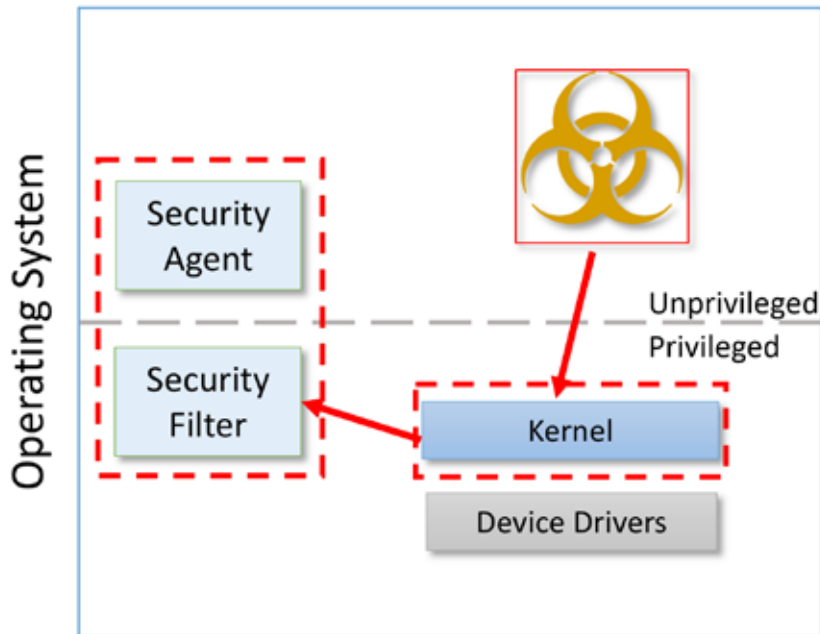 Operating System
Security
Agent
Unprivileged
Privileged
Security
Filter
Kernel
Device Drivers